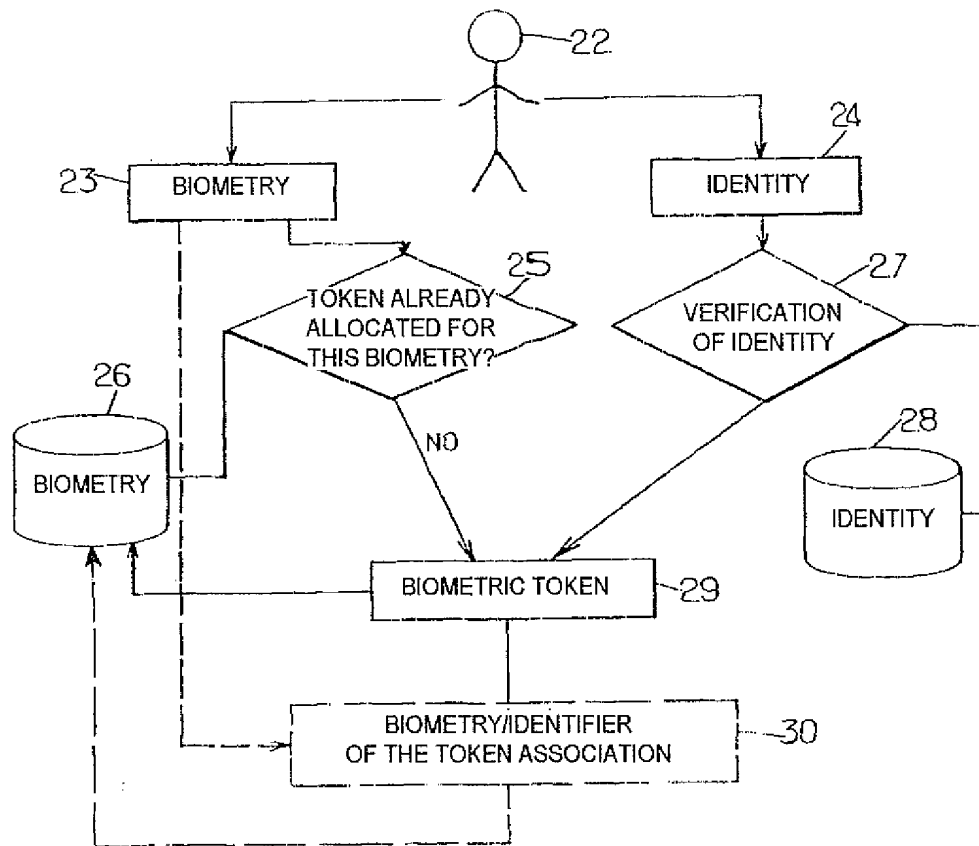 22
24
23
BIOMETRY
IDENTITY
25
27
TOKEN ALREADY
ALLOCATED FOR
THIS BIOMETRY?
VERIFICATION
OF IDENTITY
26
28
NO
BIOMETRY
IDENTITY
BIOMETRIC TOKEN
29
BIOMETRY/IDENTIFIER
OF THE TOKEN ASSOCIATION
30